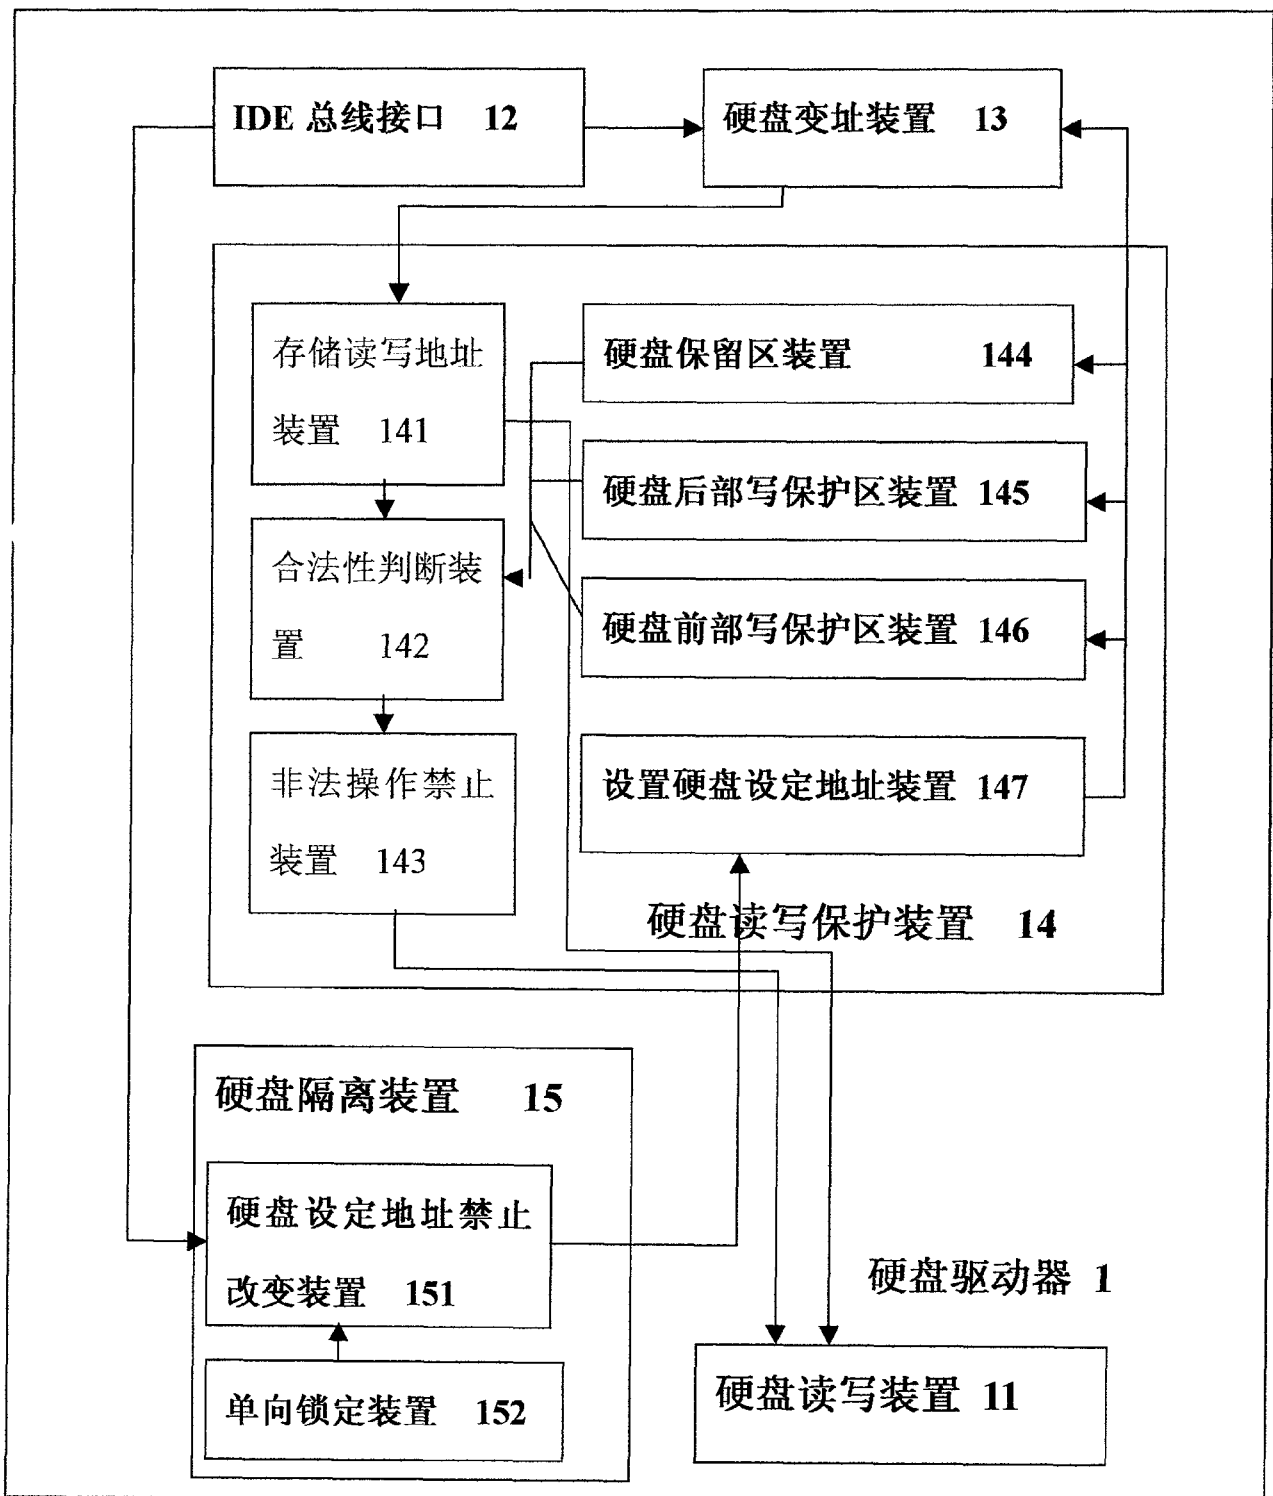 IDE 总线接口 12
硬盘变址装置 13
存储读写地址
装置 141
硬盘保留区装置 144
硬盘后部写保护区装置 145
合法性判断装
置 142
硬盘前部写保护区装置 146
非法操作禁止
装置 143
设置硬盘设定地址装置 147
硬盘读写保护装置 14
硬盘隔离装置 15
硬盘设定地址禁止
改变装置 151
单向锁定装置 152
硬盘驱动器 1
硬盘读写装置 11